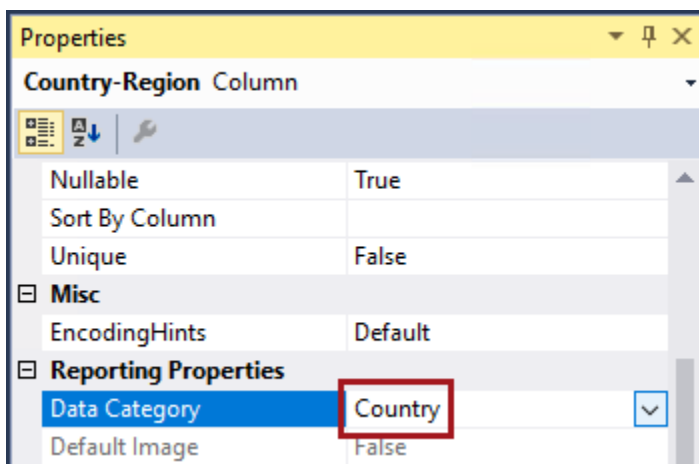 Properties
Country-Region Column
Nullable True
Sort By Column
Unique False
Misc
EncodingHints Default
Reporting Properties
Data Category Country
Default Image False